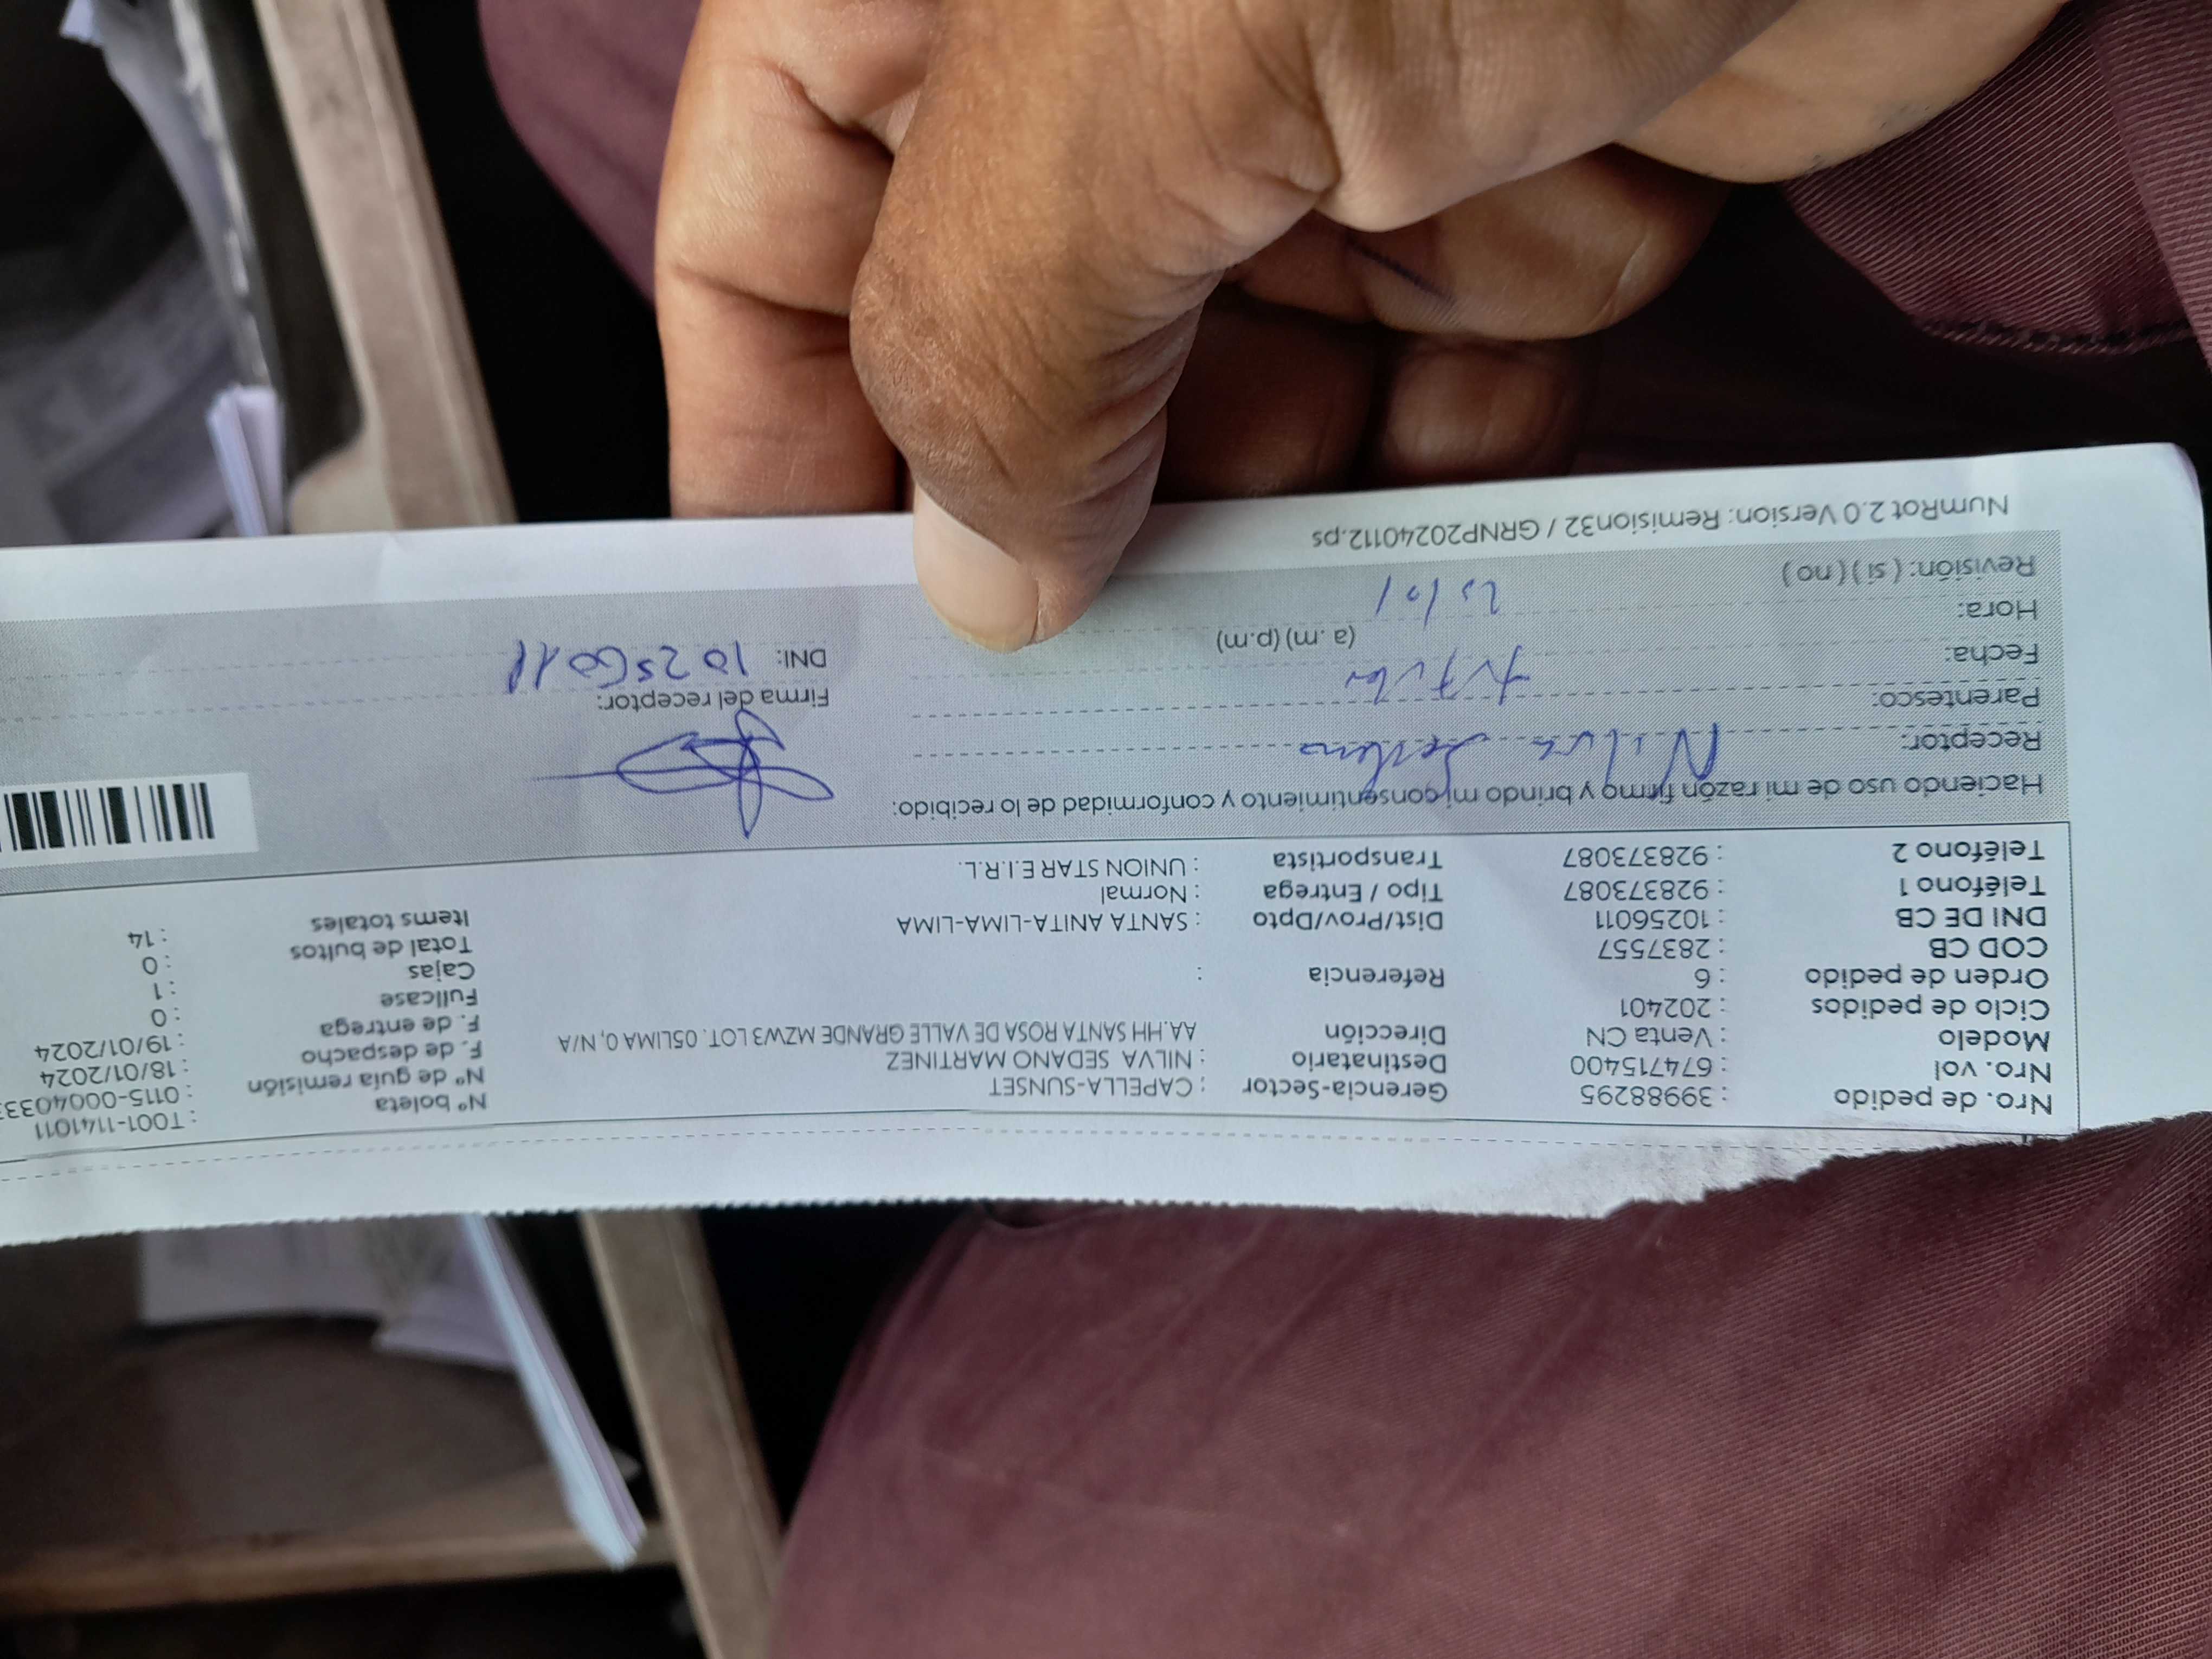 Nro. de pedido : 39988295 Gerencia-Sector : CAPELLA-SUNSET Nº boleta : T001-1141011
Nro. vol : 674715400 Destinatario : NILVA SEDANO MARTINEZ Nº de guía remisión : 0115-0004033
Modelo : Venta CN Dirección AA.HH SANTA ROSA DE VALLE GRANDE MZW3 LOT. 05LIMA 0, N/A F. de despacho : 18/01/2024
Ciclo de pedidos : 202401 F. de entrega : 19/01/2024
Orden de pedido : 6 Referencia : Fullcase : 0
COD CB : 2837557 Cajas : 1
DNI DE CB : 10256011 Dist/Prov/Dpto : SANTA ANITA-LIMA-LIMA Total de bultos : 0
Teléfono 1 : 928373087 Tipo / Entrega : Normal Items totales : 14
Teléfono 2 : 928373087 Transportista : UNION STAR E.I.R.L.
Haciendo uso de mi razón firmo y brindo mi consentimiento y conformidad de lo recibido:
Receptor: Nilva
Parentesco:
Firma del receptor:
Fecha:
DNI: 10256011
Hora: (a.m) (p.m)
Revisión: ( sí ) ( no )
NumRot 2.0 Version: Remision32 / GRNP20240112.ps